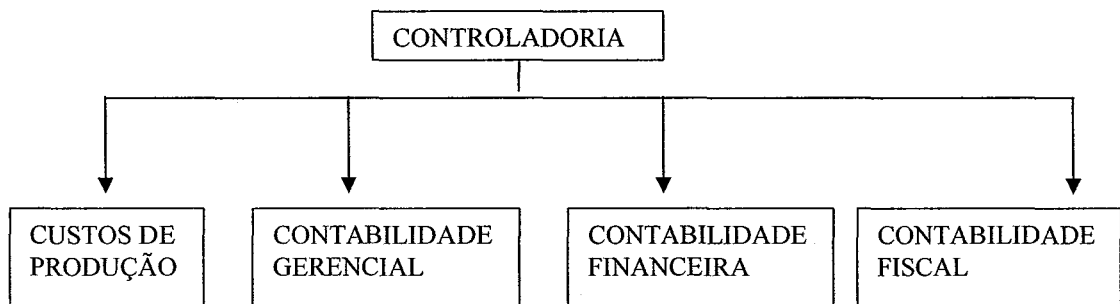 CONTROLADORIA
CUSTOS DE
PRODUÇÃO
CONTABILIDADE
GERENCIAL
CONTABILIDADE
FINANCEIRA
CONTABILIDADE
FISCAL